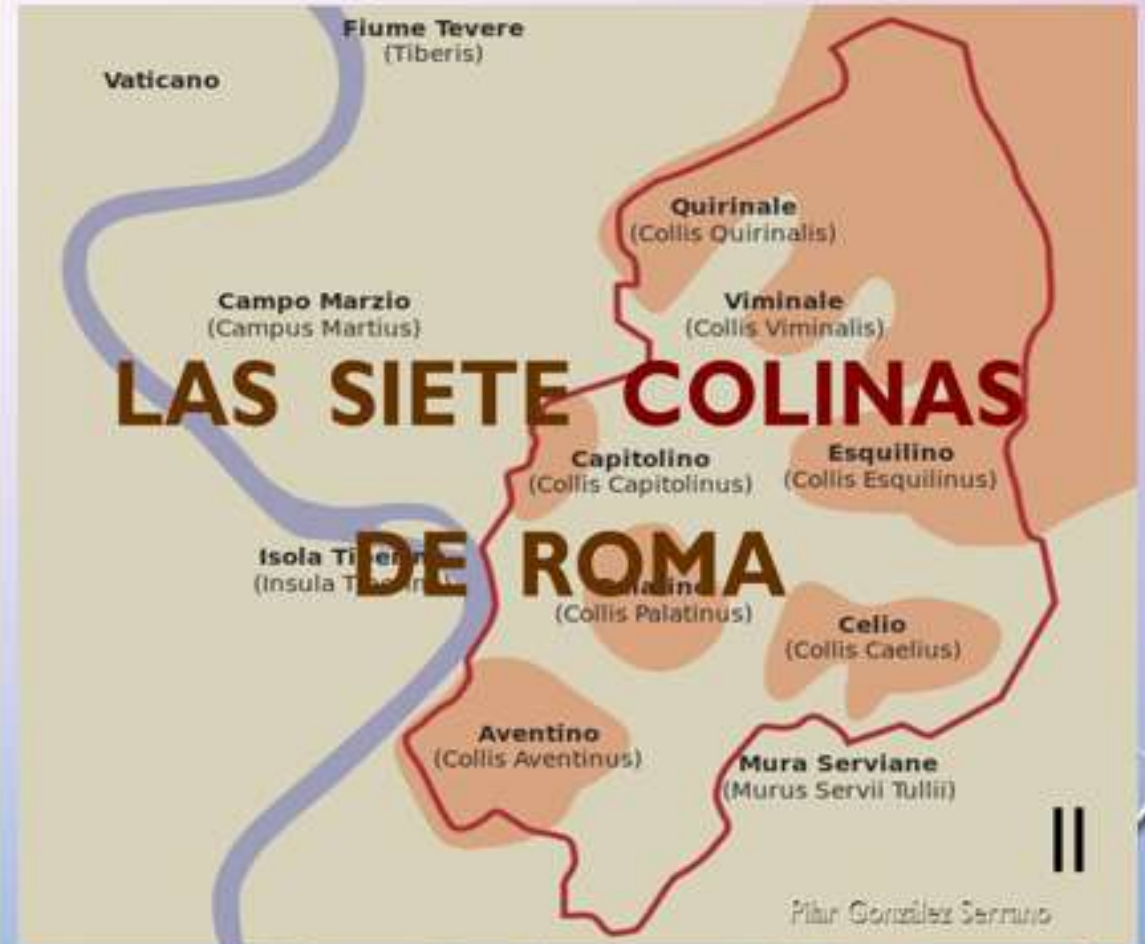 Fiume Tevere
(Tiberis)
Vaticano
Quirinale
(Collis Quirinalis)
Campo Marzio
(Campus Martius)
Viminale
(Collis Viminalis)
LAS SIETE COLINAS
Capitolino
(Collis Capitolinus)
Esquilino
(Collis Esquilinus)
DE ROMA
Isola
(Insula
(Collis Palatinus)
Celio
(Collis Caelius)
Aventino
(Collis Aventinus)
Mura Serviane
(Murus Servii Tullii)
II
Pilar González Serrano